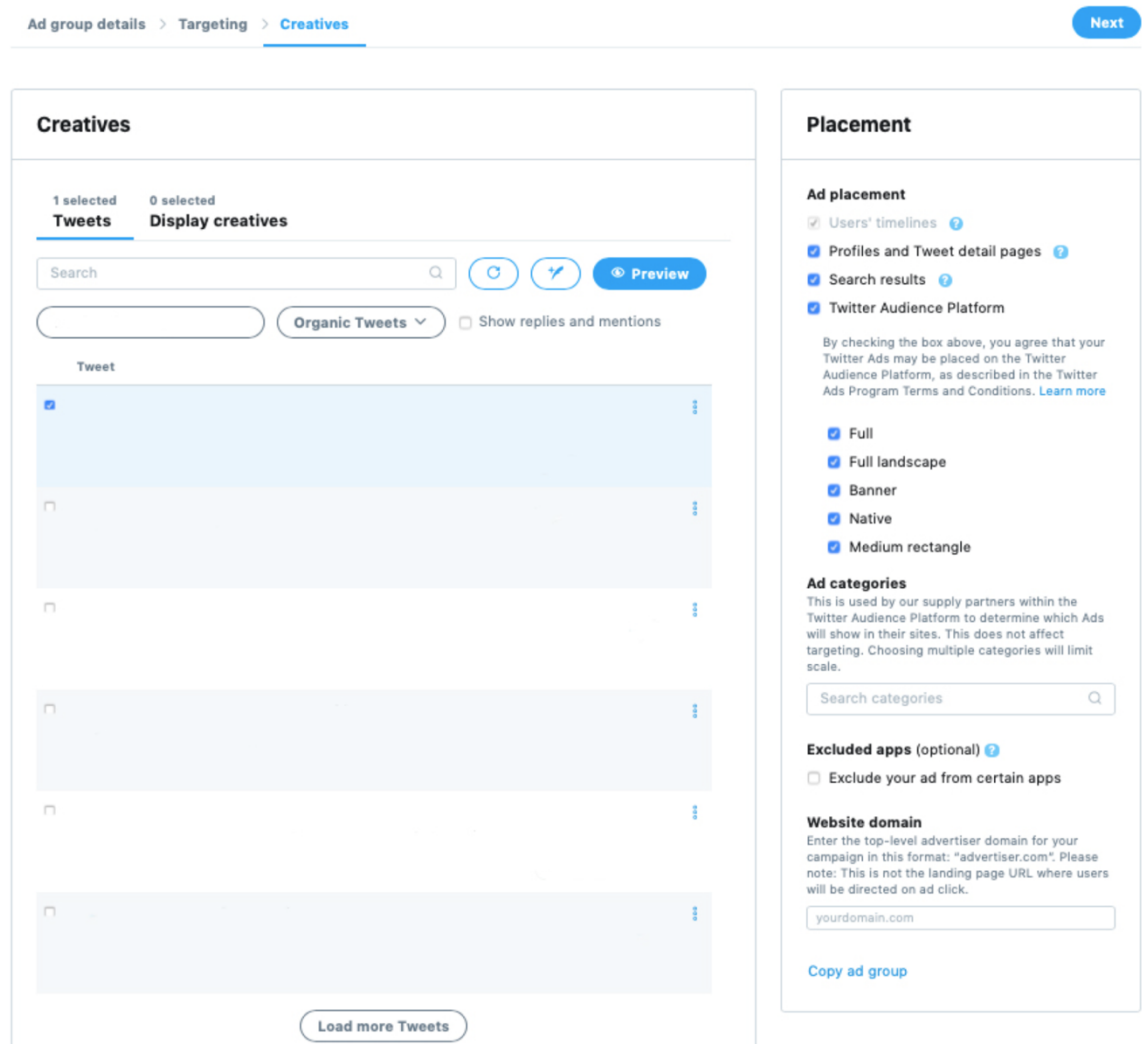 Ad group details > Targeting > Creatives
Next
Creatives
1 selected
Tweets
0 selected
Display creatives
Search
Preview
Organic Tweets
Show replies and mentions
Tweet
Load more Tweets
Placement
Ad placement
Users' timelines
Profiles and Tweet detail pages
Search results
Twitter Audience Platform
By checking the box above, you agree that your
Twitter Ads may be placed on the Twitter
Audience Platform, as described in the Twitter
Ads Program Terms and Conditions. Learn more
Full
Full landscape
Banner
Native
Medium rectangle
Ad categories
This is used by our supply partners within the
Twitter Audience Platform to determine which Ads
will show in their sites. This does not affect
targeting. Choosing multiple categories will limit
scale.
Search categories
Excluded apps (optional)
Exclude your ad from certain apps
Website domain
Enter the top-level advertiser domain for your
campaign in this format: “advertiser.com”. Please
note: This is not the landing page URL where users
will be directed on ad click.
yourdomain.com
Copy ad group